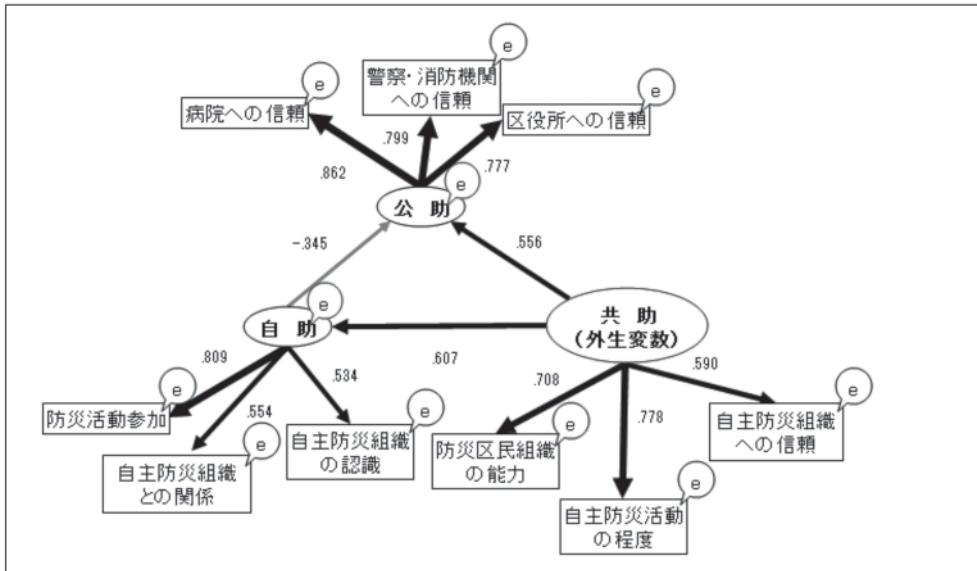 e
e
警察・消防機関
への信頼
e
病院への信頼
区役所への信頼
.799
.862
.777
e
公 助
-.345
.556
e
自 助
共 助
(外生変数)
.607
.809
.534
.708
.590
e
.554
e
e
.778
e
防災活動参加
e
自主防災組織
の認識
防災区民組織
の能力
自主防災組織
への信頼
自主防災組織
との関係
e
自主防災活動
の程度